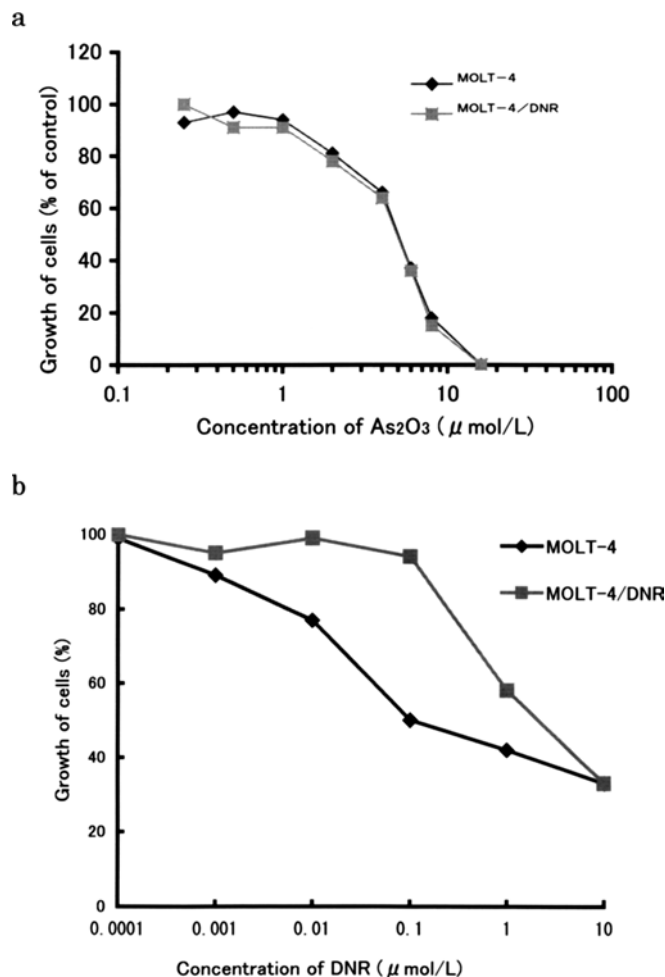 a
120
100
80
60
40
20
0
Growth of cells (% of control)
MOLT-4
MOLT-4/DNR
0.1 1 10 100
Concentration of As2O3 (μ mol/L)
b
100
80
60
40
20
0
Growth of cells (%)
MOLT-4
MOLT-4/DNR
0.0001 0.001 0.01 0.1 1 10
Concentration of DNR (μ mol/L)